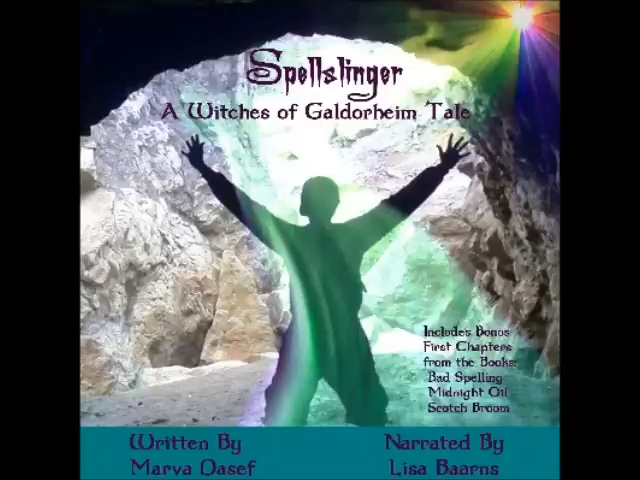 Spellslinger
A Witches of Galdorheim Tale
Includes Bonus
First Chapters
from the Books:
Bad Spelling
Midnight Oil
Scotch Broom
Written By
Marva Dasef
Narrated By
Lisa Baarns